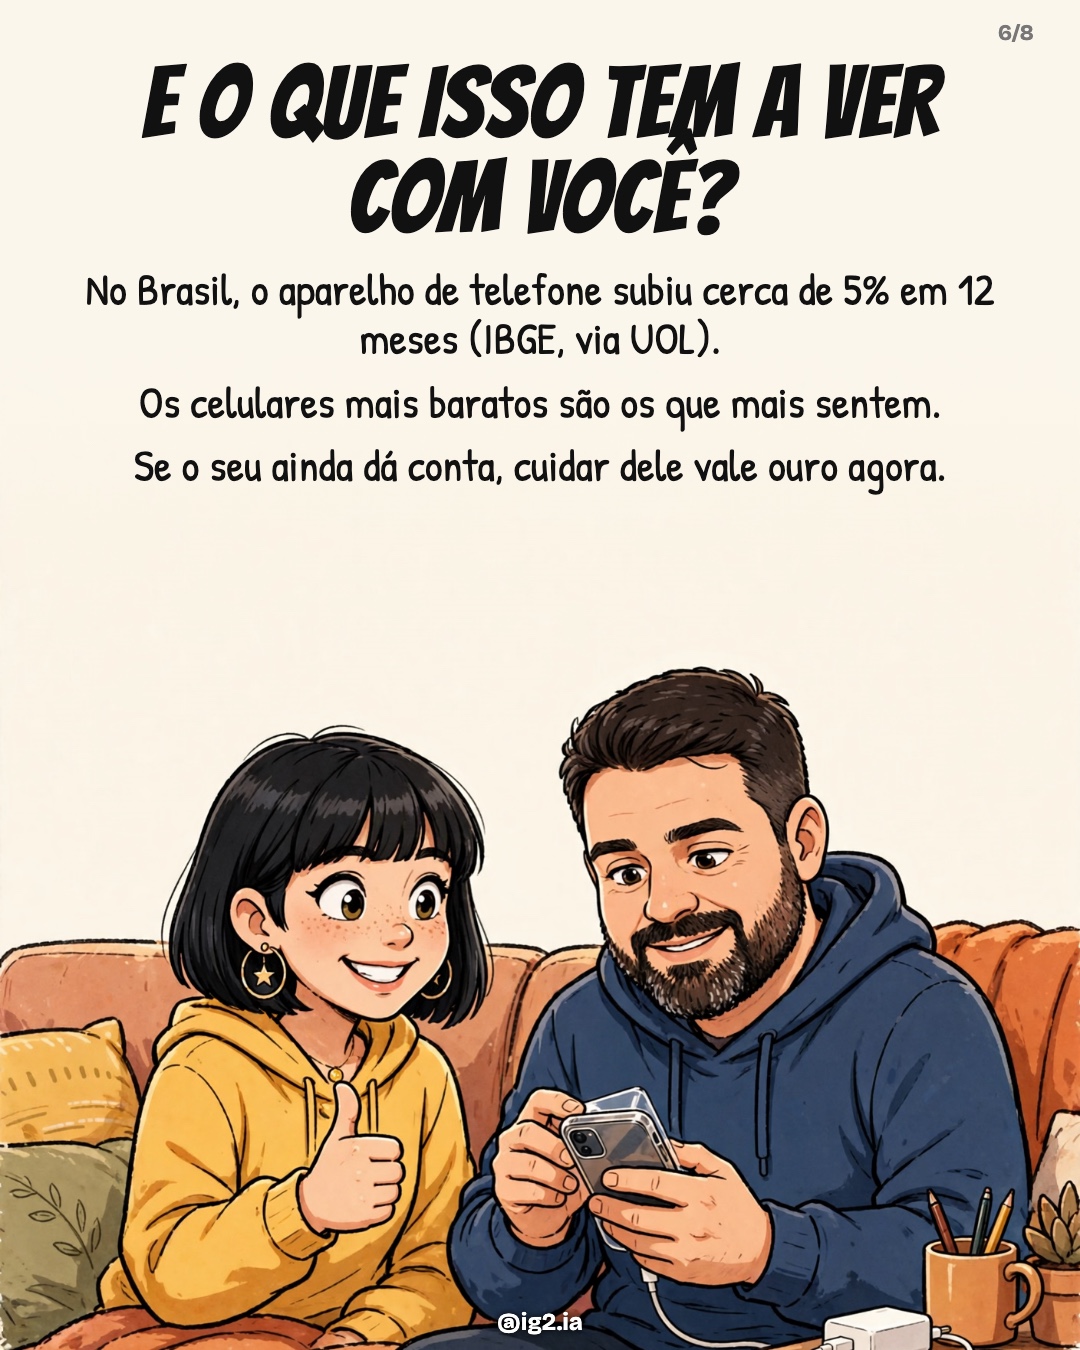 6/8
E O QUE ISSO TEM A VER
COM VOCÊ?
No Brasil, o aparelho de telefone subiu cerca de 5% em 12
meses (IBGE, via UOL).
Os celulares mais baratos são os que mais sentem.
Se o seu ainda dá conta, cuidar dele vale ouro agora.
@ig2.ia